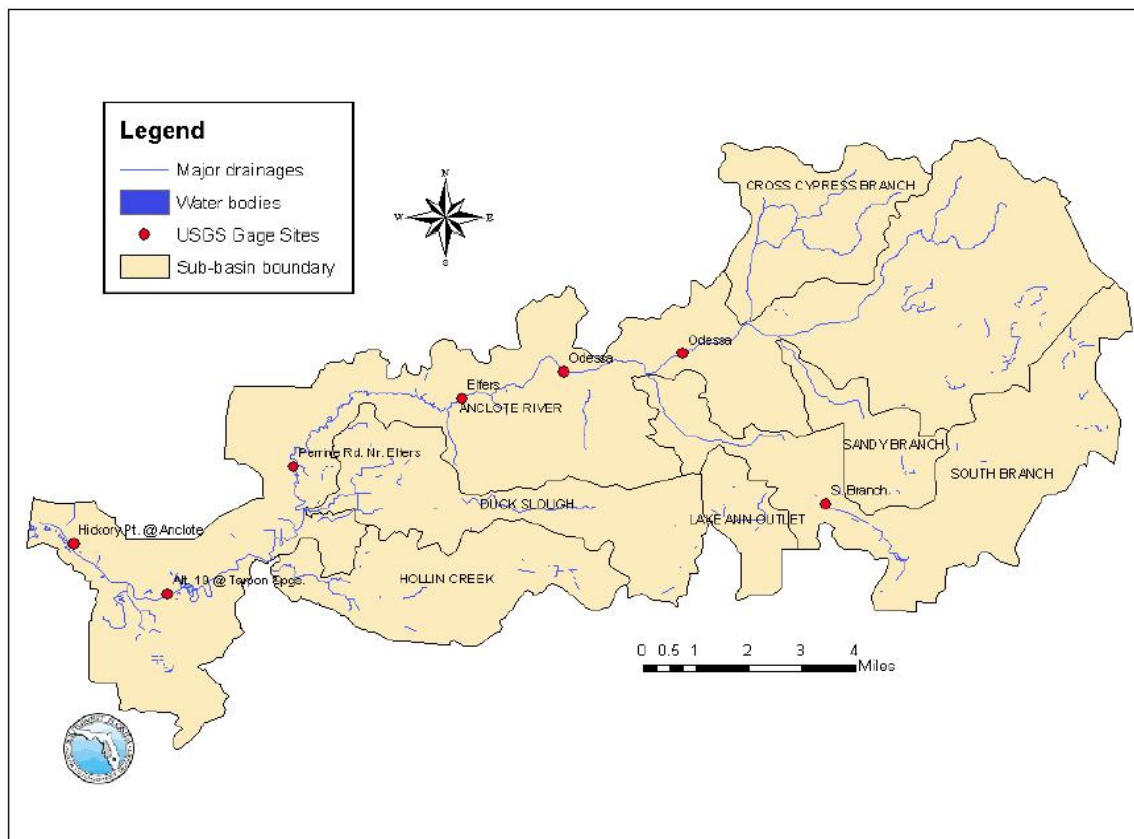 Legend
Major drainages
Water bodies
USGS Gage Sites
Sub-basin boundary
N
W E
S
CROSS CYPRESS BRANCH
Odessa
Odessa
Elfers
ANCLOTE RIVER
Perrine Rd. Nr. Elfers
SANDY BRANCH
SOUTH BRANCH
S. Branch
DUCK SLOUGH
LAKE ANN OUTLET
Hickory Pt. @ Anclote
HOLLIN CREEK
Alt. 19 @ Tarpon Spgs.
0 0.5 1 2 3 4
Miles